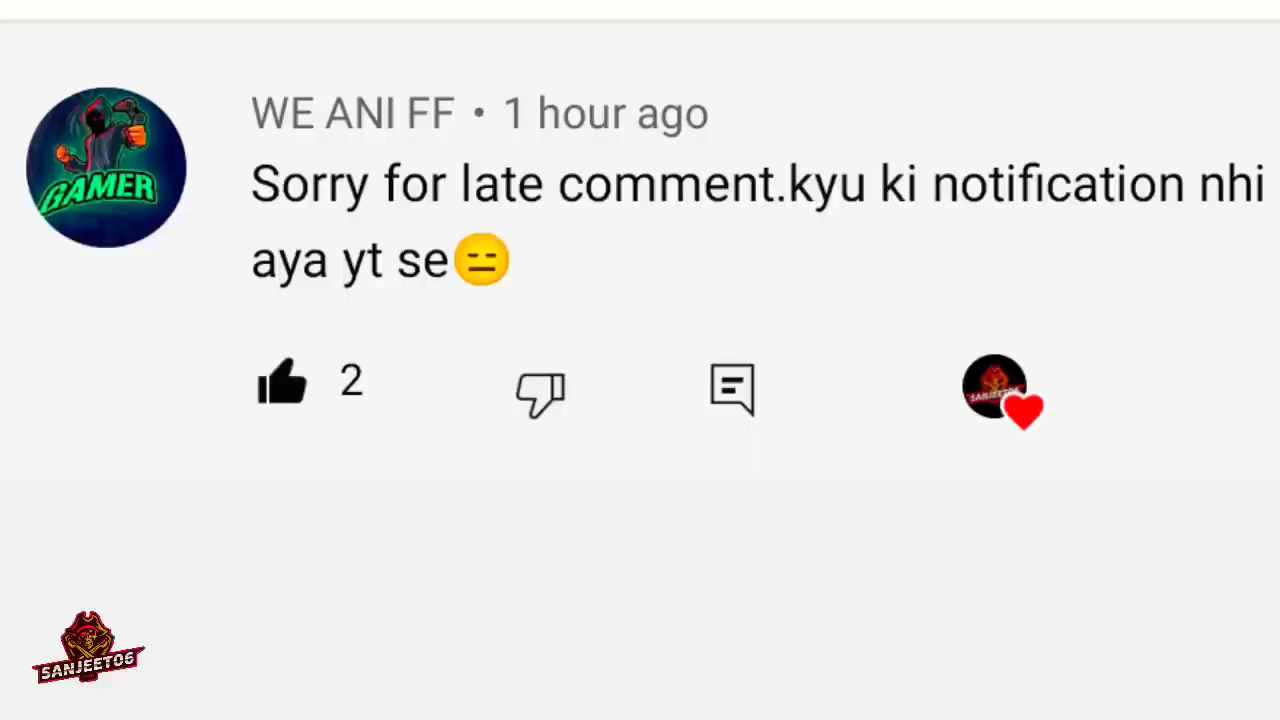 WE ANI FF • 1 hour ago
Sorry for late comment.kyu ki notification nhi
aya yt se😑
GAMER
2
SANJEET06
SANJEET06